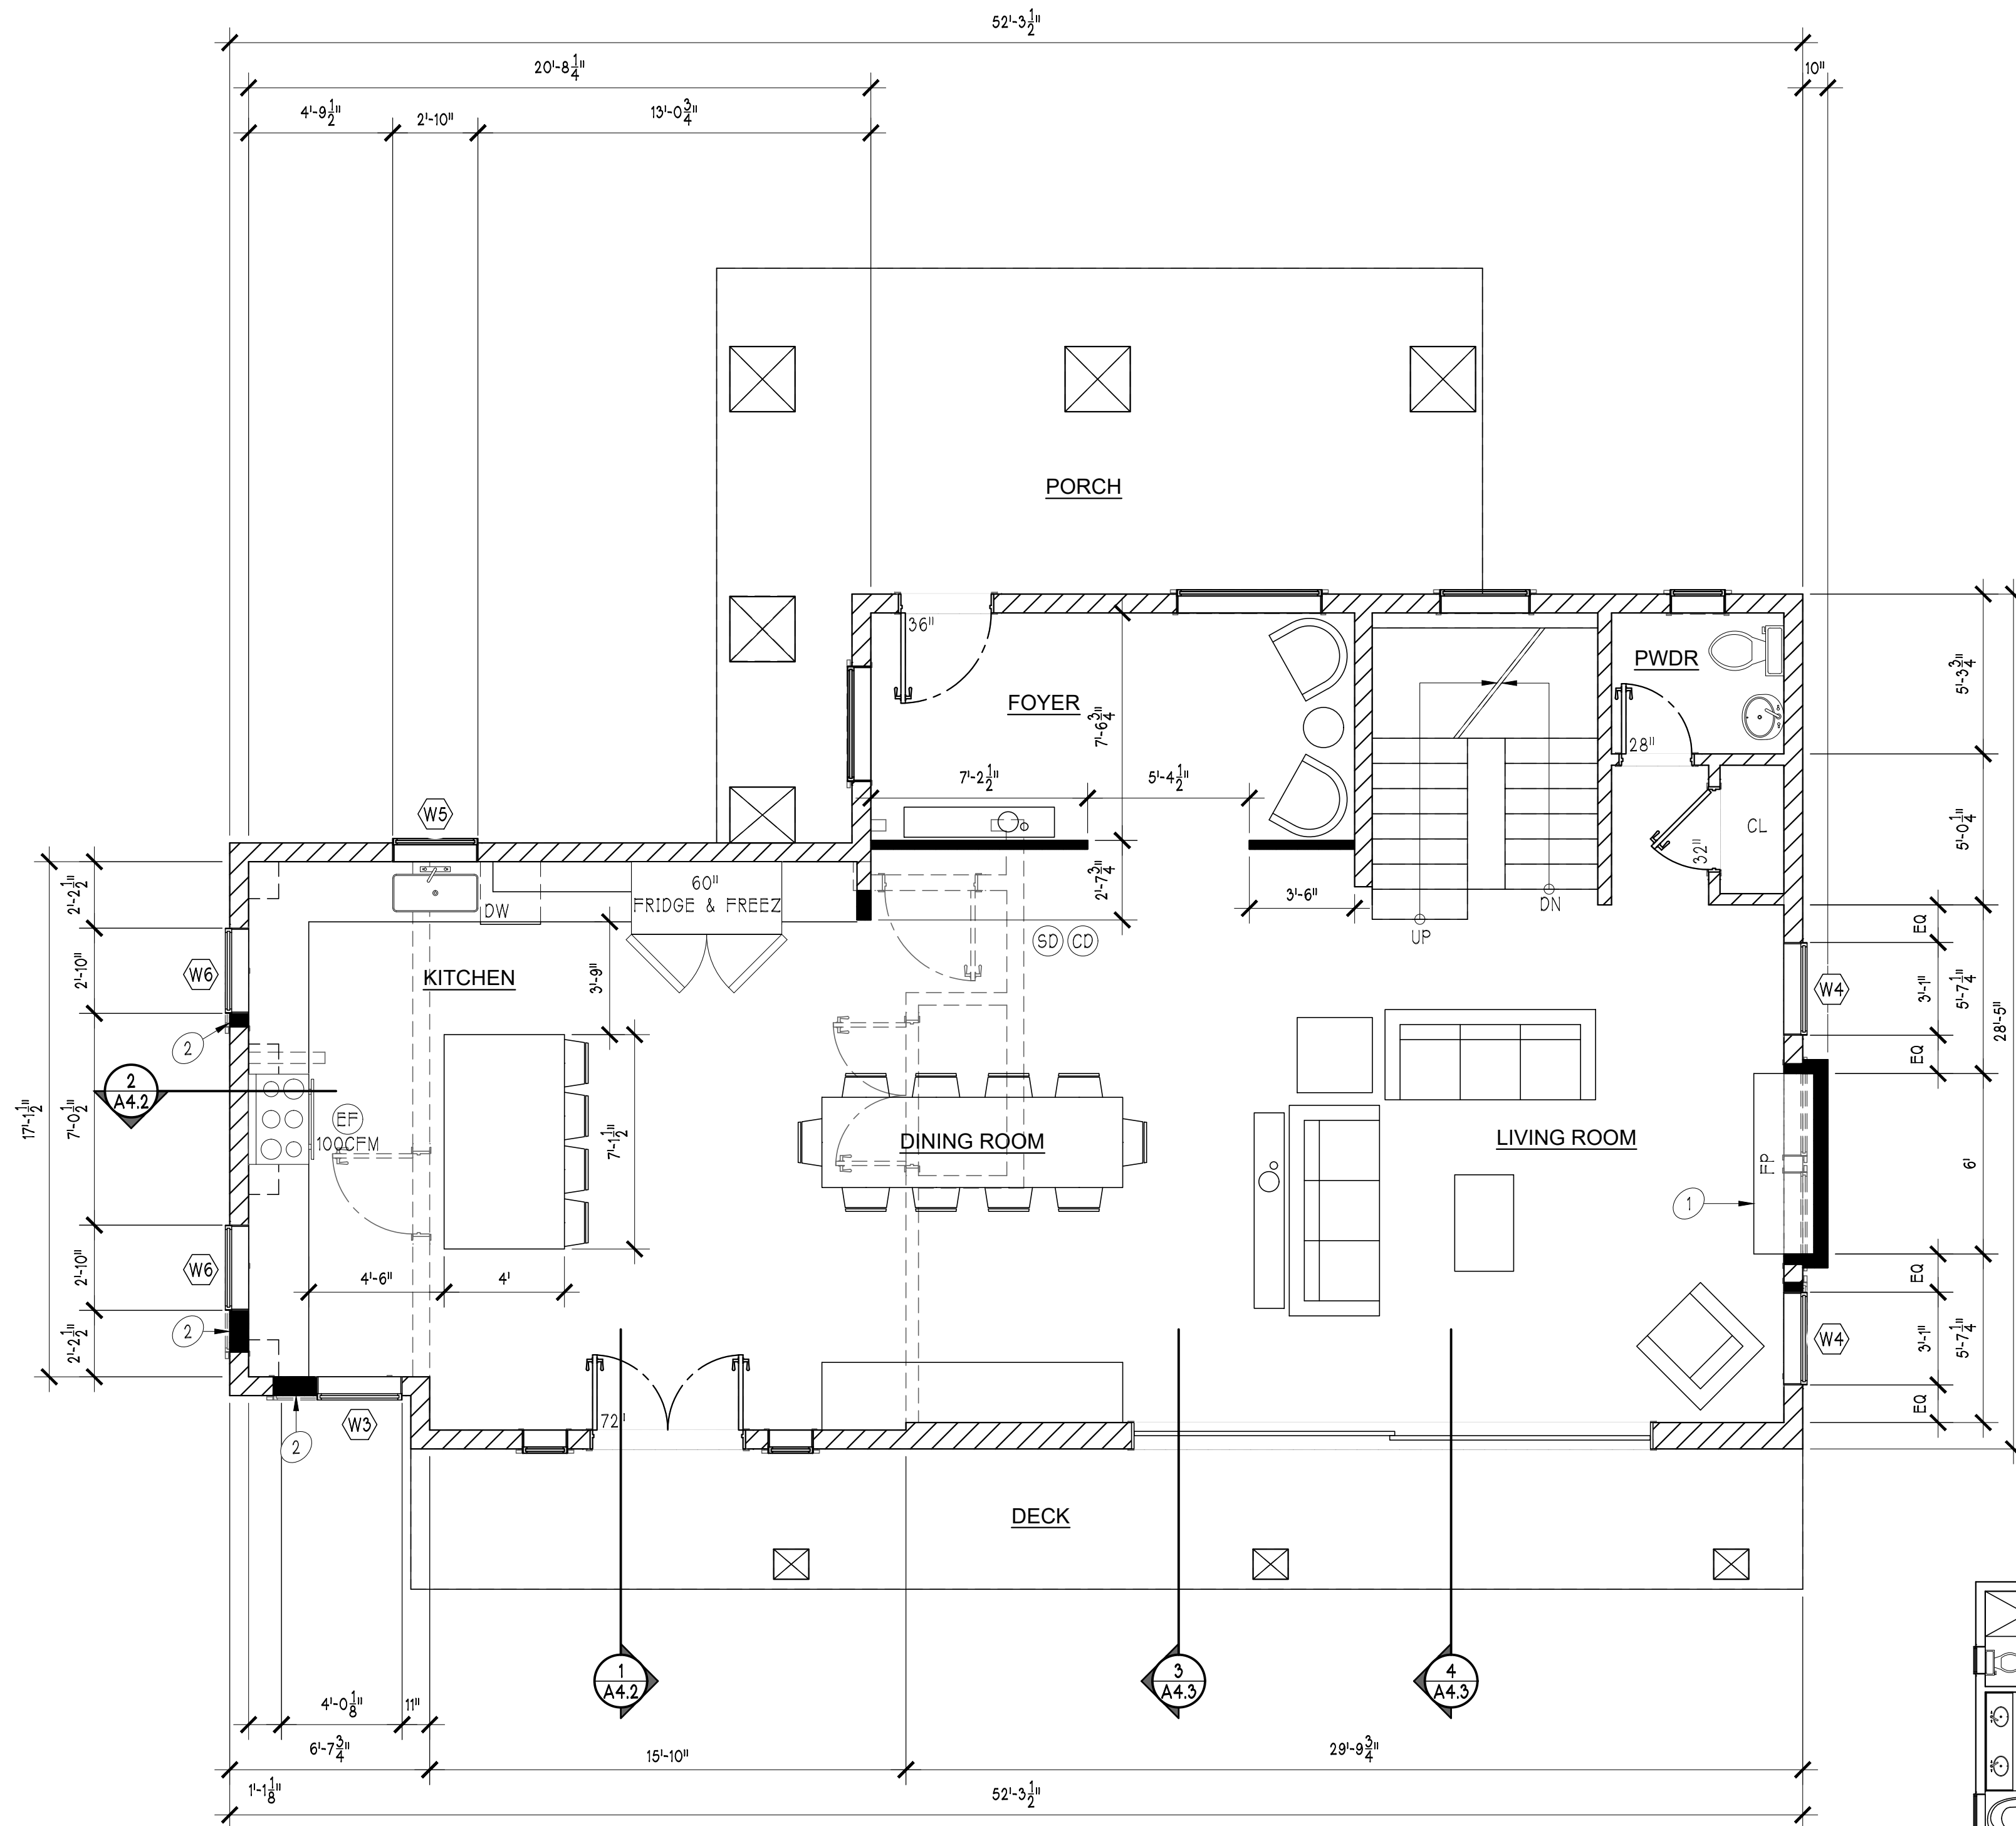 52'-3 1/2"
20'-8 1/4"
10"
4'-9 1/2"
2'-10"
13'-0 3/4"
PORCH
36"
FOYER
7'-6 3/4"
PWDR
28"
5'-3 3/4"
7'-2 1/2"
5'-4 1/2"
W5
CL
32"
5'-0 1/4"
2'-2 1/2"
60"
FRIDGE & FREEZ
DW
2'-7 3/4"
3'-6"
UP
DN
SD
CD
EQ
W6
2'-10"
KITCHEN
3'-9"
W4
3'-1"
5'-7 1/4"
28'-5"
2
EQ
2
A4.2
17'-1 1/2"
7'-0 1/2"
EF
100CFM
7'-1 1/2"
DINING ROOM
LIVING ROOM
FP
6'
1
W6
2'-10"
4'-6"
4'
EQ
2
2'-2 1/2"
W4
3'-1"
5'-7 1/4"
W3
72"
2
EQ
DECK
1
A4.2
3
A4.3
4
A4.3
4'-0 1/8"
11"
6'-7 3/4"
15'-10"
29'-9 3/4"
1'-1 1/8"
52'-3 1/2"